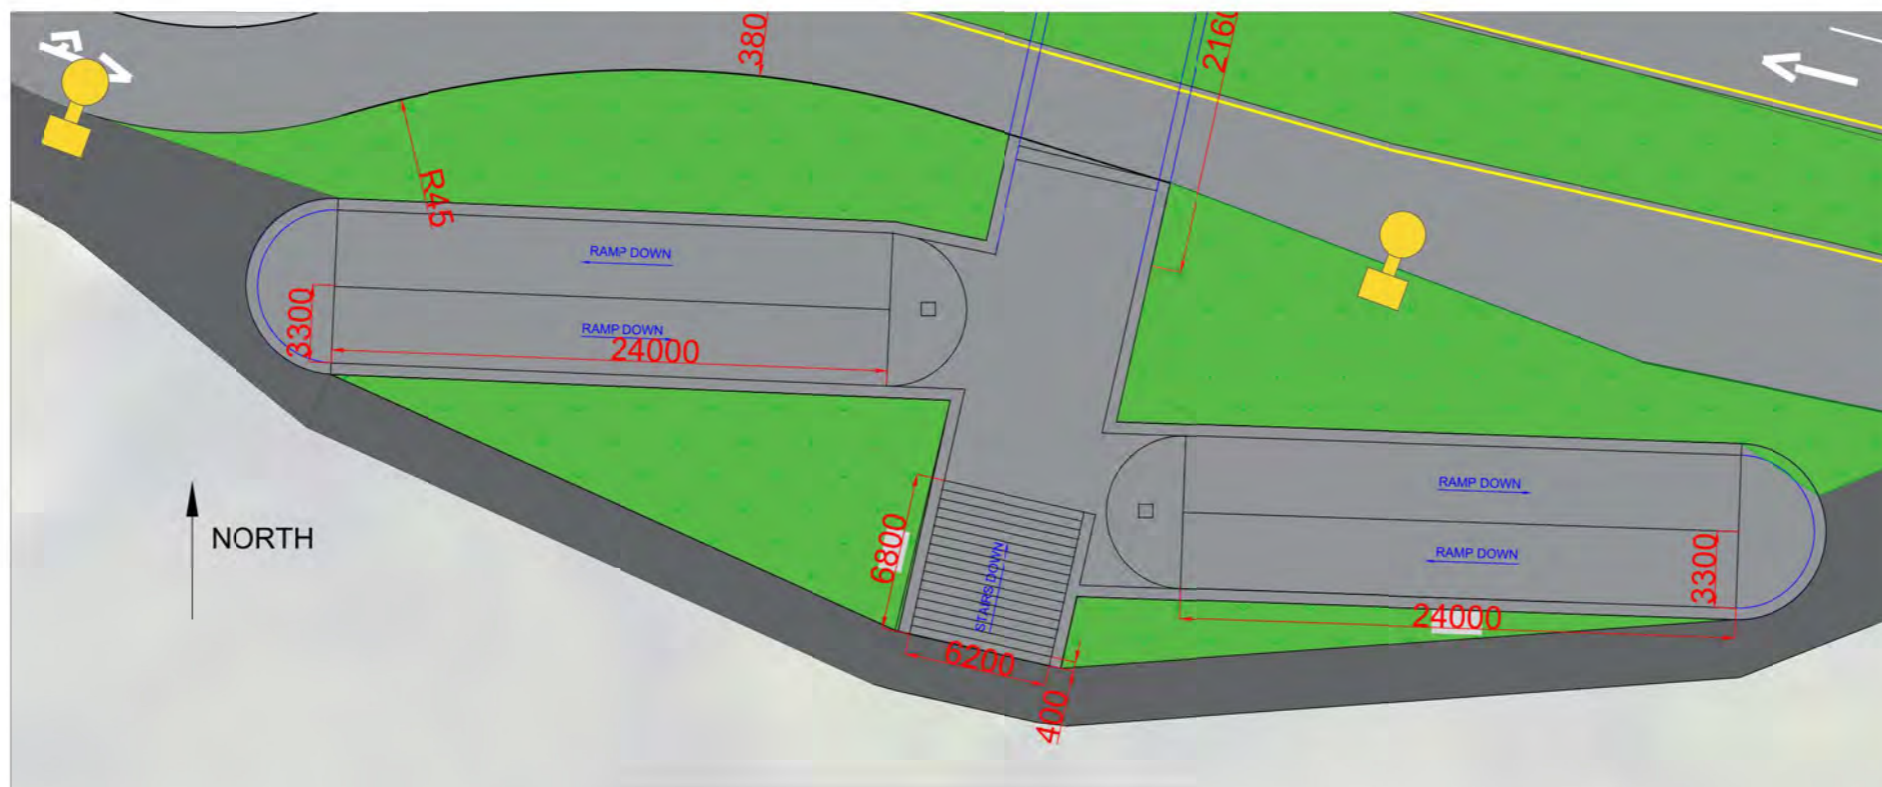 380
2160
R45
RAMP DOWN
3300
RAMP DOWN
24000
RAMP DOWN
NORTH
6800
STAIRS DOWN
RAMP DOWN
3300
24000
6200
400